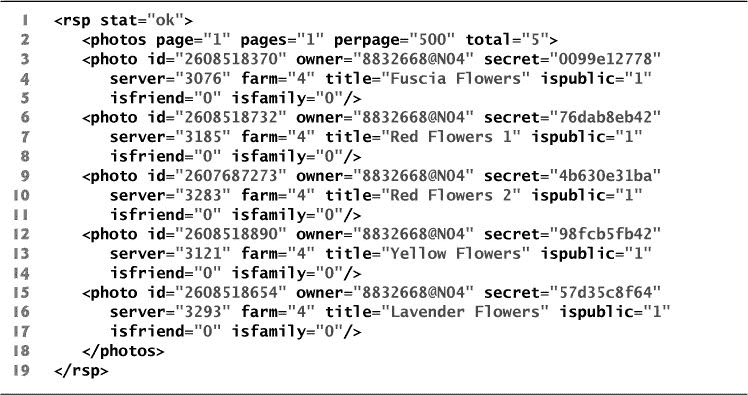 1 <rsp stat="ok">
2 <photos page="1" pages="1" perpage="500" total="5">
3 <photo id="2608518370" owner="8832668@N04" secret="0099e12778"
4 server="3076" farm="4" title="Fuscia Flowers" ispublic="1"
5 isfriend="0" isfamily="0"/>
6 <photo id="2608518732" owner="8832668@N04" secret="76dab8eb42"
7 server="3185" farm="4" title="Red Flowers 1" ispublic="1"
8 isfriend="0" isfamily="0"/>
9 <photo id="2607687273" owner="8832668@N04" secret="4b630e31ba"
10 server="3283" farm="4" title="Red Flowers 2" ispublic="1"
11 isfriend="0" isfamily="0"/>
12 <photo id="2608518890" owner="8832668@N04" secret="98fcb5fb42"
13 server="3121" farm="4" title="Yellow Flowers" ispublic="1"
14 isfriend="0" isfamily="0"/>
15 <photo id="2608518654" owner="8832668@N04" secret="57d35c8f64"
16 server="3293" farm="4" title="Lavender Flowers" ispublic="1"
17 isfriend="0" isfamily="0"/>
18 </photos>
19 </rsp>